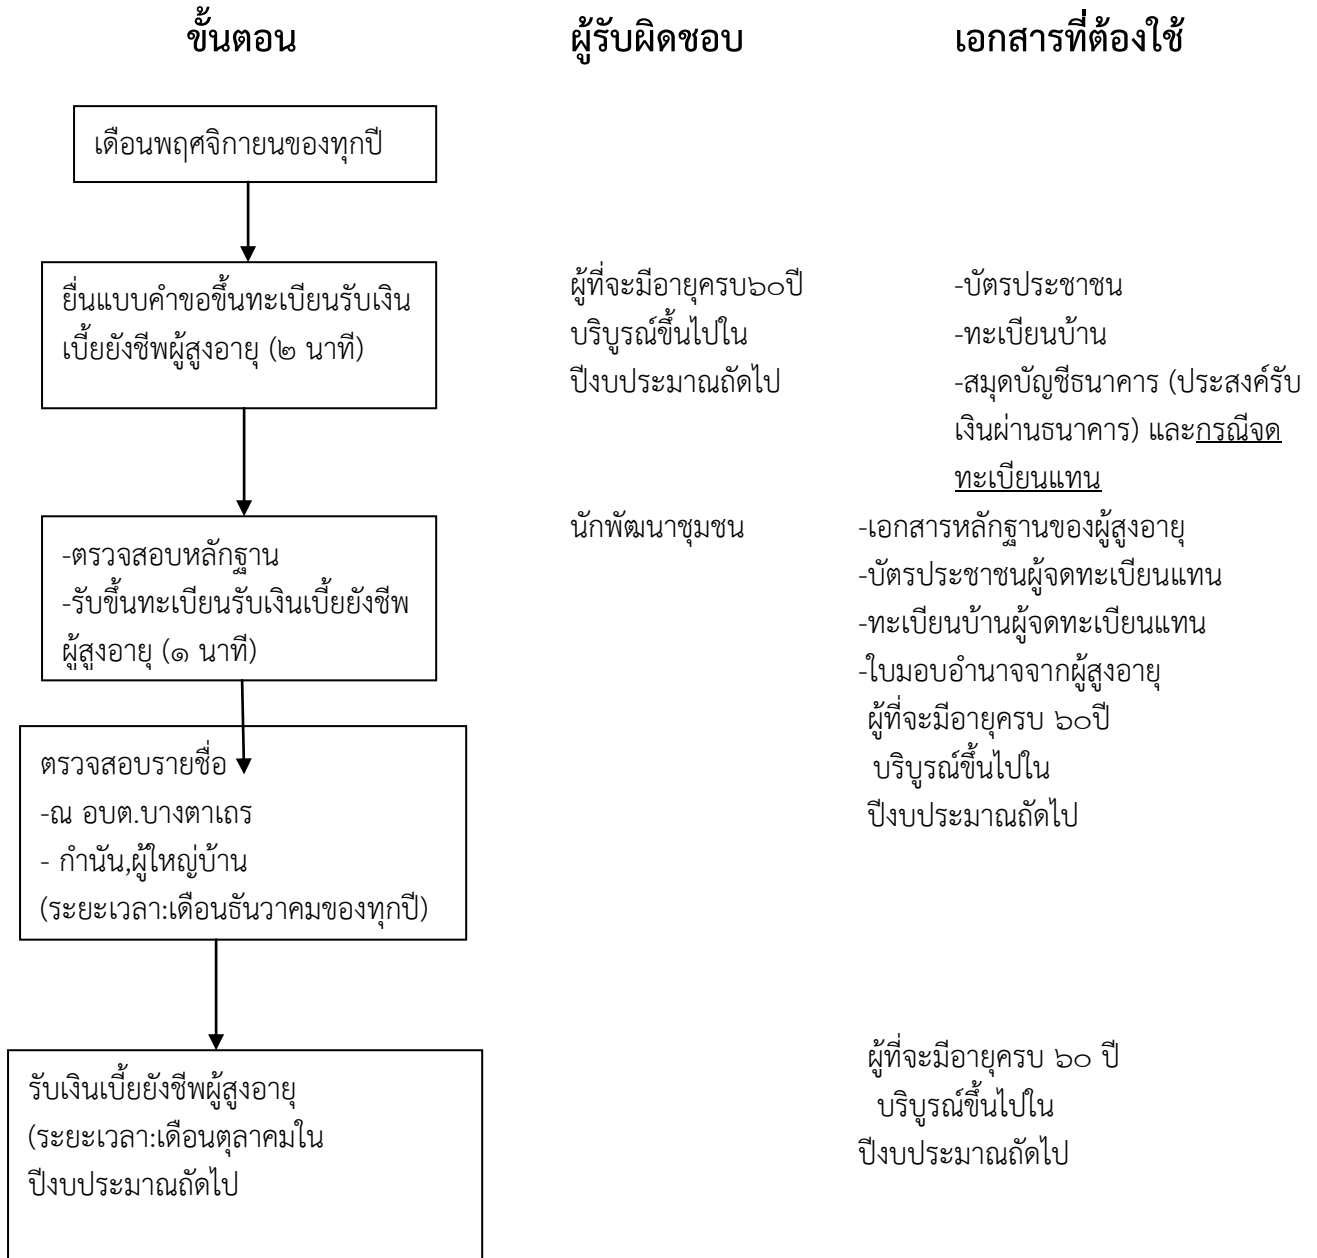 ขั้นตอน ผู้รับผิดชอบ เอกสารที่ต้องใช้
เดือนพฤศจิกายนของทุกปี
ยื่นแบบคำขอขึ้นทะเบียนรับเงิน
เบี้ยยังชีพผู้สูงอายุ (๒ นาที)
ผู้ที่จะมีอายุครบ๖๐ปี
บริบูรณ์ขึ้นไปใน
ปีงบประมาณถัดไป
-บัตรประชาชน
-ทะเบียนบ้าน
-สมุดบัญชีธนาคาร (ประสงค์รับ
เงินผ่านธนาคาร) และกรณีจด
ทะเบียนแทน
-ตรวจสอบหลักฐาน
-รับขึ้นทะเบียนรับเงินเบี้ยยังชีพ
ผู้สูงอายุ (๑ นาที)
นักพัฒนาชุมชน
-เอกสารหลักฐานของผู้สูงอายุ
-บัตรประชาชนผู้จดทะเบียนแทน
-ทะเบียนบ้านผู้จดทะเบียนแทน
-ใบมอบอำนาจจากผู้สูงอายุ
ผู้ที่จะมีอายุครบ ๖๐ปี
บริบูรณ์ขึ้นไปใน
ปีงบประมาณถัดไป
ตรวจสอบรายชื่อ
-ณ อบต.บางตาเถร
- กำนัน,ผู้ใหญ่บ้าน
(ระยะเวลา:เดือนธันวาคมของทุกปี)
รับเงินเบี้ยยังชีพผู้สูงอายุ
(ระยะเวลา:เดือนตุลาคมใน
ปีงบประมาณถัดไป
ผู้ที่จะมีอายุครบ ๖๐ ปี
บริบูรณ์ขึ้นไปใน
ปีงบประมาณถัดไป